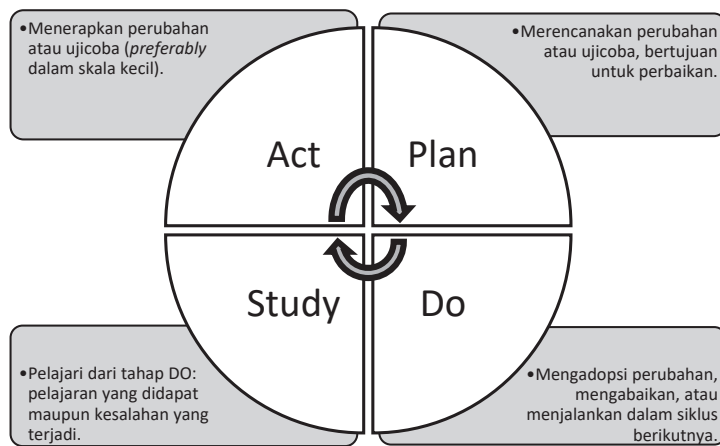 •Menerapkan perubahan
atau ujicoba (preferably
dalam skala kecil).
•Merencanakan perubahan
atau ujicoba, bertujuan
untuk perbaikan.
Act
Plan
Study
Do
•Pelajari dari tahap DO:
pelajaran yang didapat
maupun kesalahan yang
terjadi.
•Mengadopsi perubahan,
mengabaikan, atau
menjalankan dalam siklus
berikutnya.